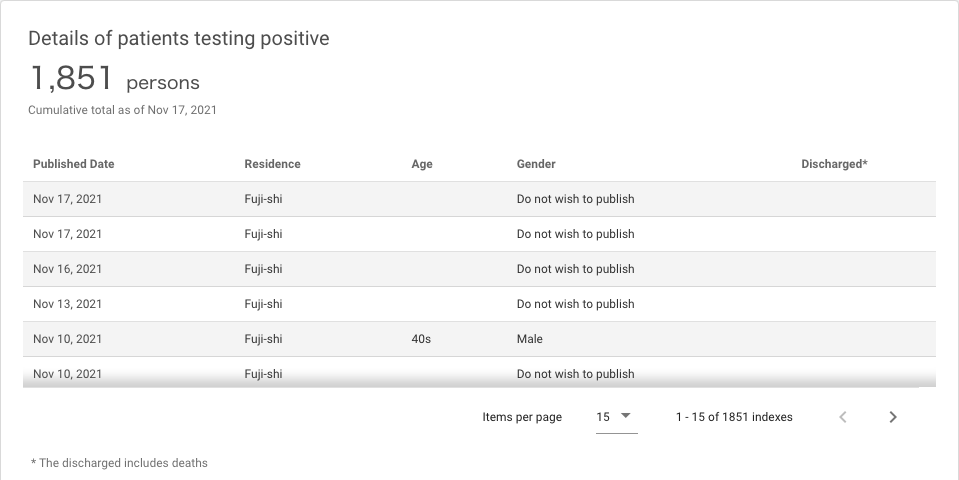 Details of patients testing positive
1,851 persons
Cumulative total as of Nov 17, 2021
Published Date Residence Age Gender Discharged*
Nov 17, 2021 Fuji-shi Do not wish to publish
Nov 17, 2021 Fuji-shi Do not wish to publish
Nov 16, 2021 Fuji-shi Do not wish to publish
Nov 13, 2021 Fuji-shi Do not wish to publish
Nov 10, 2021 Fuji-shi 40s Male
Nov 10, 2021 Fuji-shi Do not wish to publish
Items per page 15 1 - 15 of 1851 indexes
* The discharged includes deaths